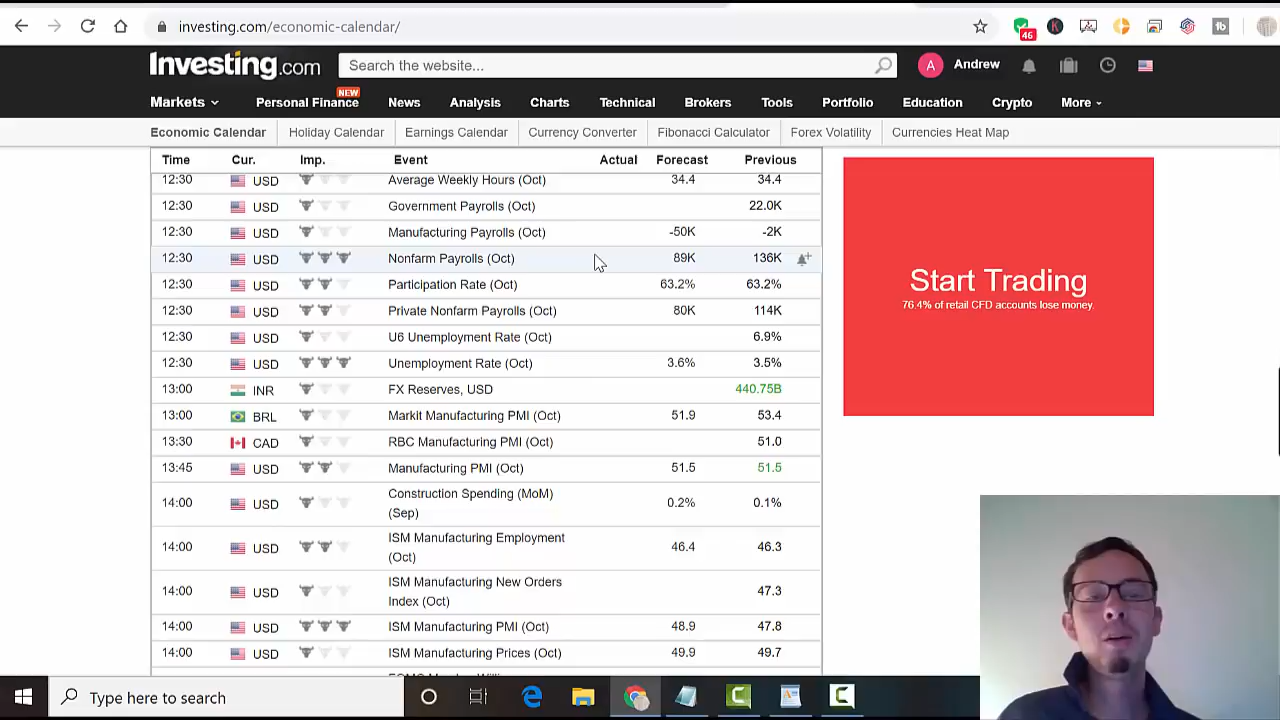 investing.com/economic-calendar/
46
K
tb
Investing.com
Search the website...
A
Andrew
Markets
Personal Finance
NEW
News
Analysis
Charts
Technical
Brokers
Tools
Portfolio
Education
Crypto
More
Economic Calendar
Holiday Calendar
Earnings Calendar
Currency Converter
Fibonacci Calculator
Forex Volatility
Currencies Heat Map
Time Cur. Imp. Event Actual Forecast Previous
12:30 USD Average Weekly Hours (Oct) 34.4 34.4
12:30 USD Government Payrolls (Oct) 22.0K
12:30 USD Manufacturing Payrolls (Oct) -50K -2K
12:30 USD Nonfarm Payrolls (Oct) 89K 136K
12:30 USD Participation Rate (Oct) 63.2% 63.2%
12:30 USD Private Nonfarm Payrolls (Oct) 80K 114K
12:30 USD U6 Unemployment Rate (Oct) 6.9%
12:30 USD Unemployment Rate (Oct) 3.6% 3.5%
13:00 INR FX Reserves, USD 440.75B
13:00 BRL Markit Manufacturing PMI (Oct) 51.9 53.4
13:30 CAD RBC Manufacturing PMI (Oct) 51.0
13:45 USD Manufacturing PMI (Oct) 51.5 51.5
14:00 USD Construction Spending (MoM) 0.2% 0.1%
(Sep)
14:00 USD ISM Manufacturing Employment 46.4 46.3
(Oct)
14:00 USD ISM Manufacturing New Orders 47.3
Index (Oct)
14:00 USD ISM Manufacturing PMI (Oct) 48.9 47.8
14:00 USD ISM Manufacturing Prices (Oct) 49.9 49.7
Start Trading
76.4% of retail CFD accounts lose money.
Type here to search